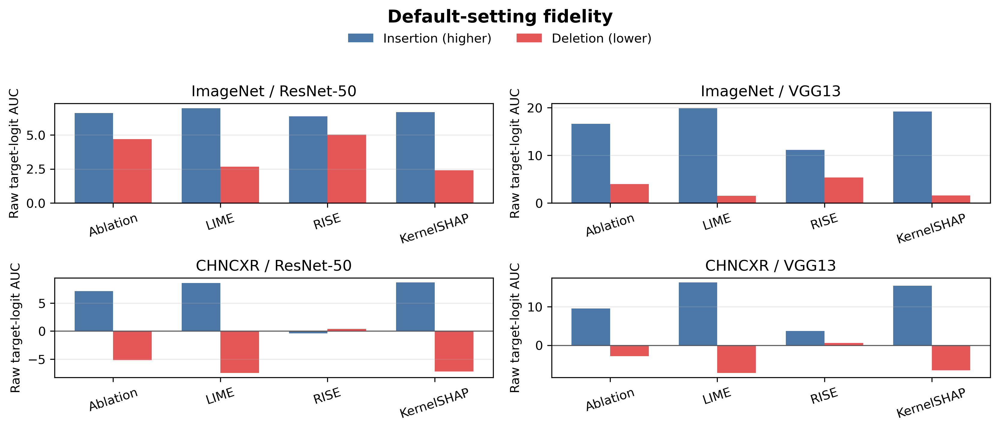 Default-setting fidelity
Insertion (higher) Deletion (lower)
ImageNet / ResNet-50
Raw target-logit AUC
5.0
2.5
0.0
Ablation LIME RISE KernelSHAP
ImageNet / VGG13
Raw target-logit AUC
20
10
0
Ablation LIME RISE KernelSHAP
CHNCXR / ResNet-50
Raw target-logit AUC
5
0
−5
Ablation LIME RISE KernelSHAP
CHNCXR / VGG13
Raw target-logit AUC
10
0
Ablation LIME RISE KernelSHAP